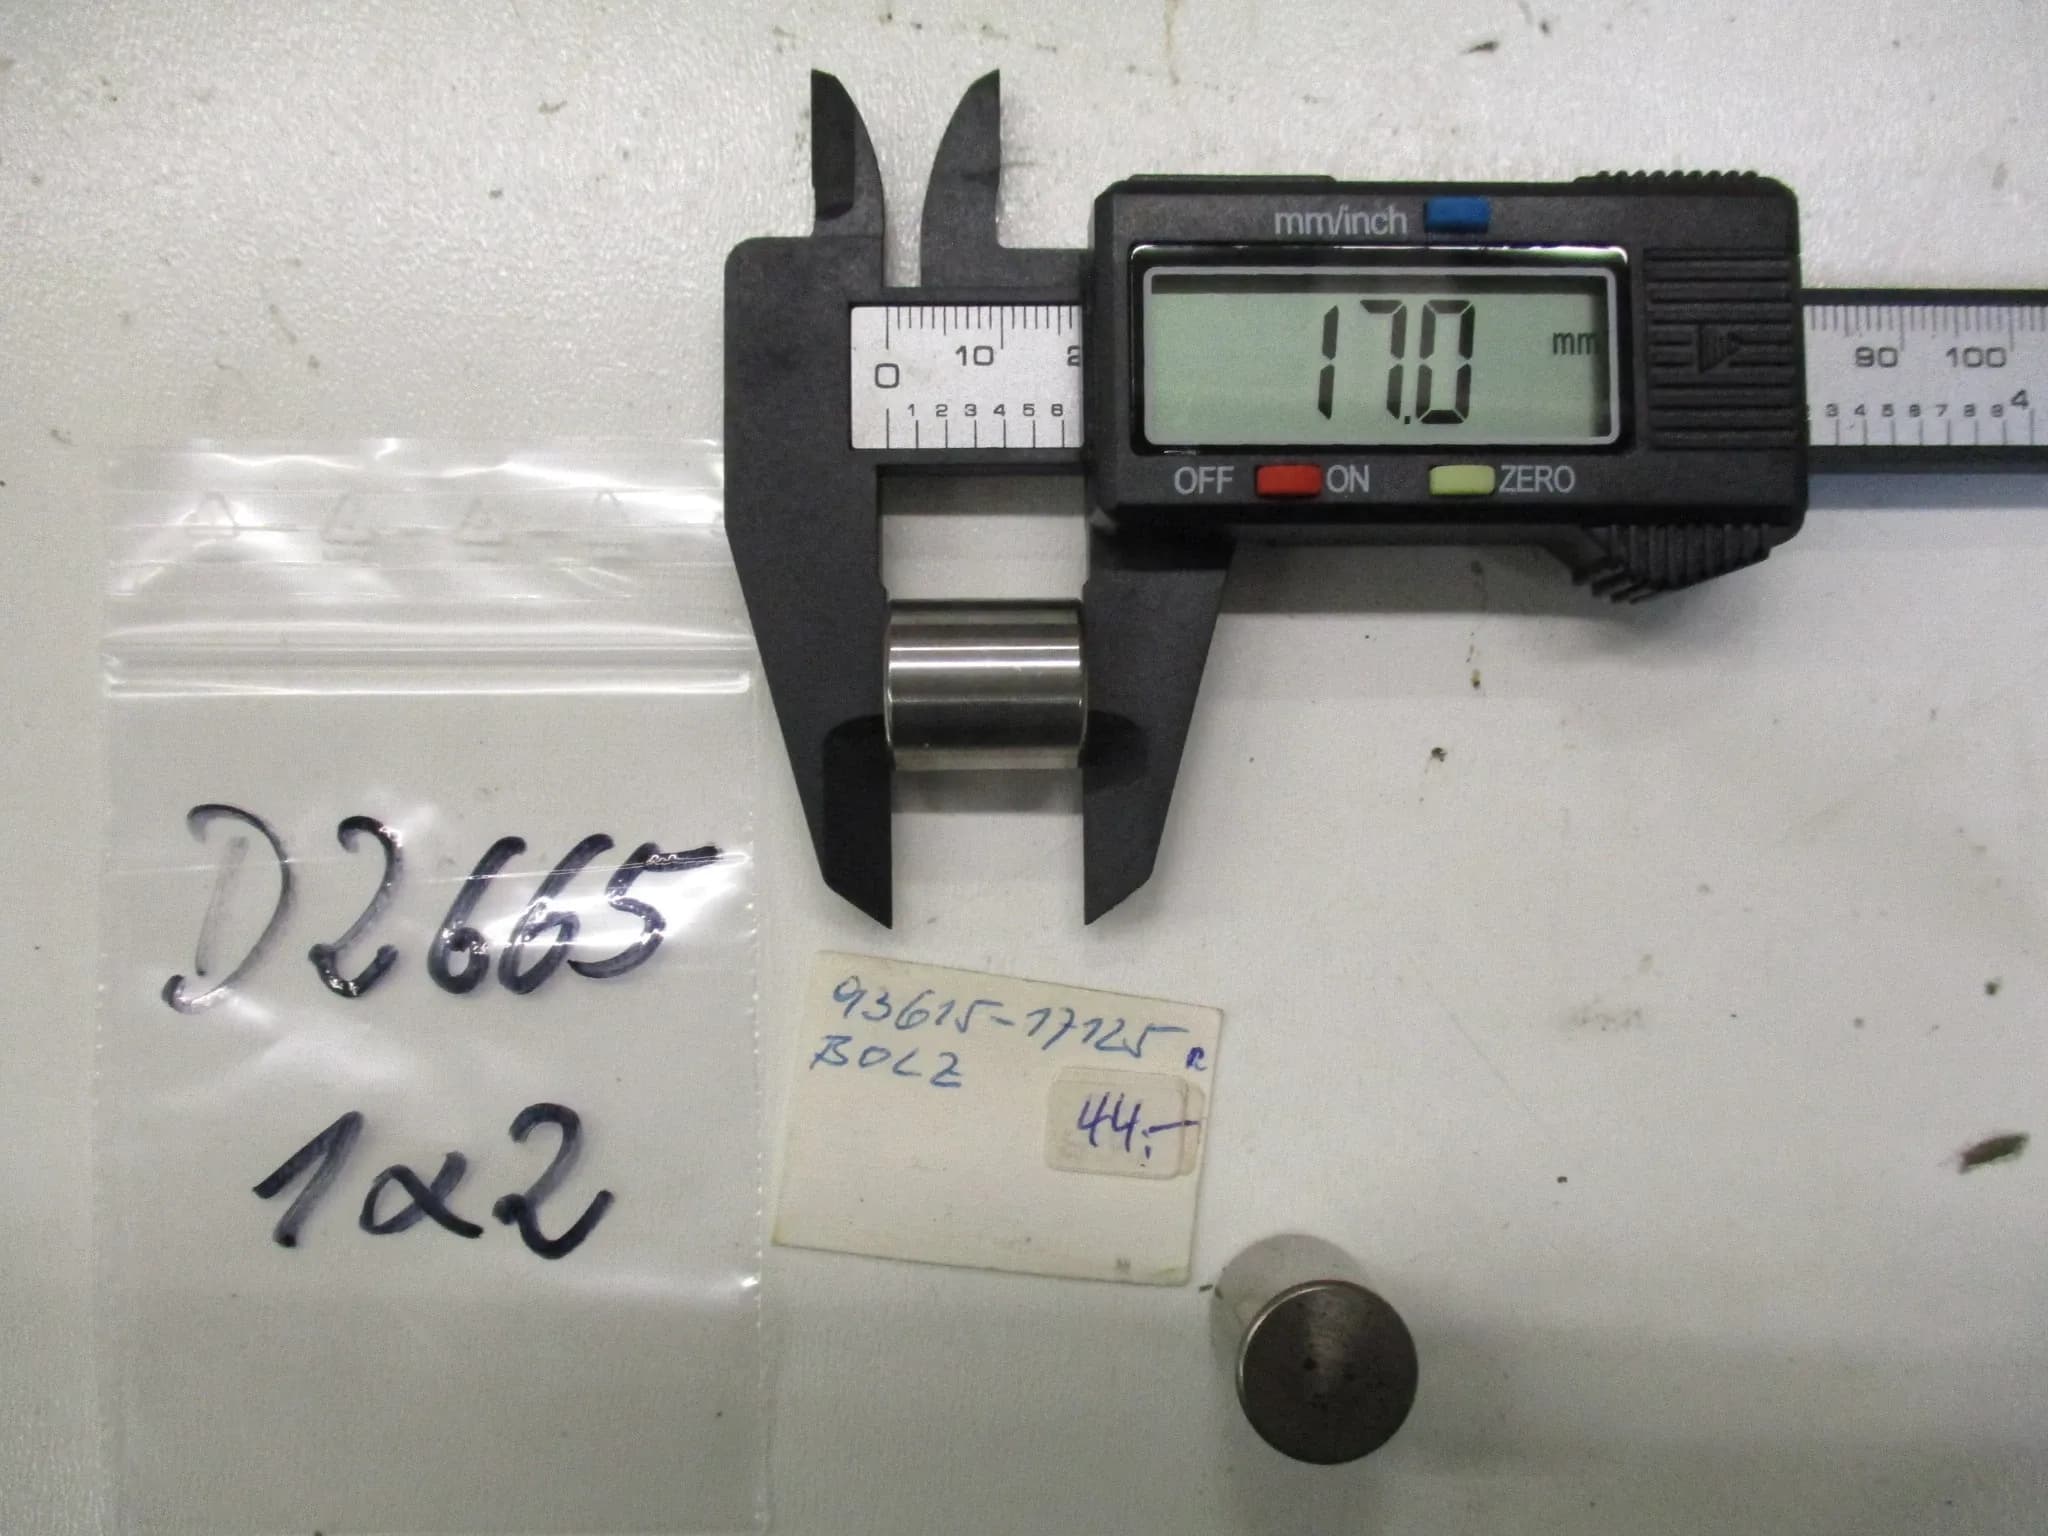 mm/inch
17.0 mm
OFF ON ZERO
0 10 2
1 2 3 4 5 6
90 100
3 4 5 6 7 8 9 4
D2665
1x2
93615-17125
BOLZ
R
44.-